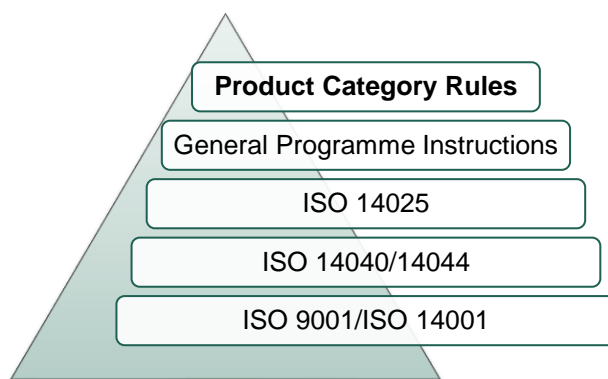 Product Category Rules
General Programme Instructions
ISO 14025
ISO 14040/14044
ISO 9001/ISO 14001